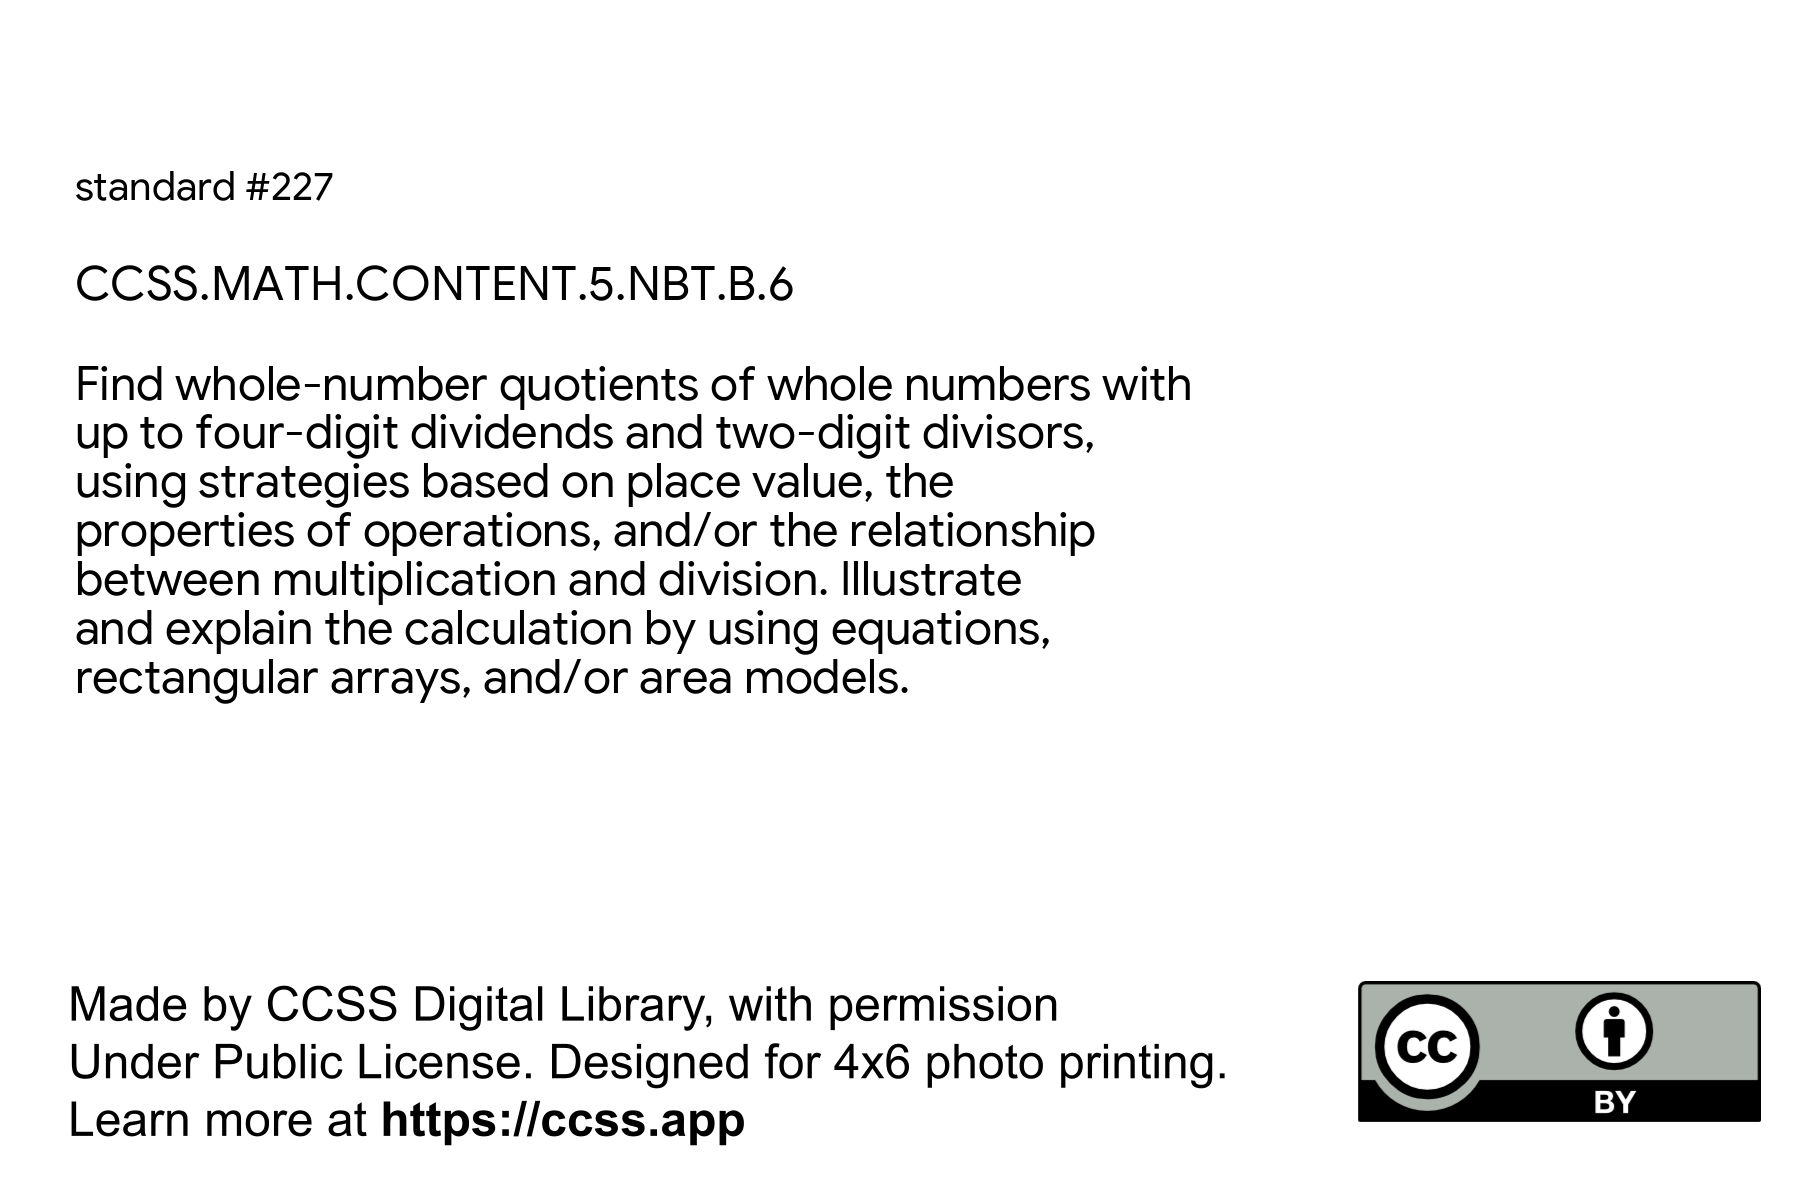 standard #227
CCSS.MATH.CONTENT.5.NBT.B.6
Find whole-number quotients of whole numbers with
up to four-digit dividends and two-digit divisors,
using strategies based on place value, the
properties of operations, and/or the relationship
between multiplication and division. Illustrate
and explain the calculation by using equations,
rectangular arrays, and/or area models.
Made by CCSS Digital Library, with permission
Under Public License. Designed for 4x6 photo printing.
Learn more at https://ccss.app
cc
BY